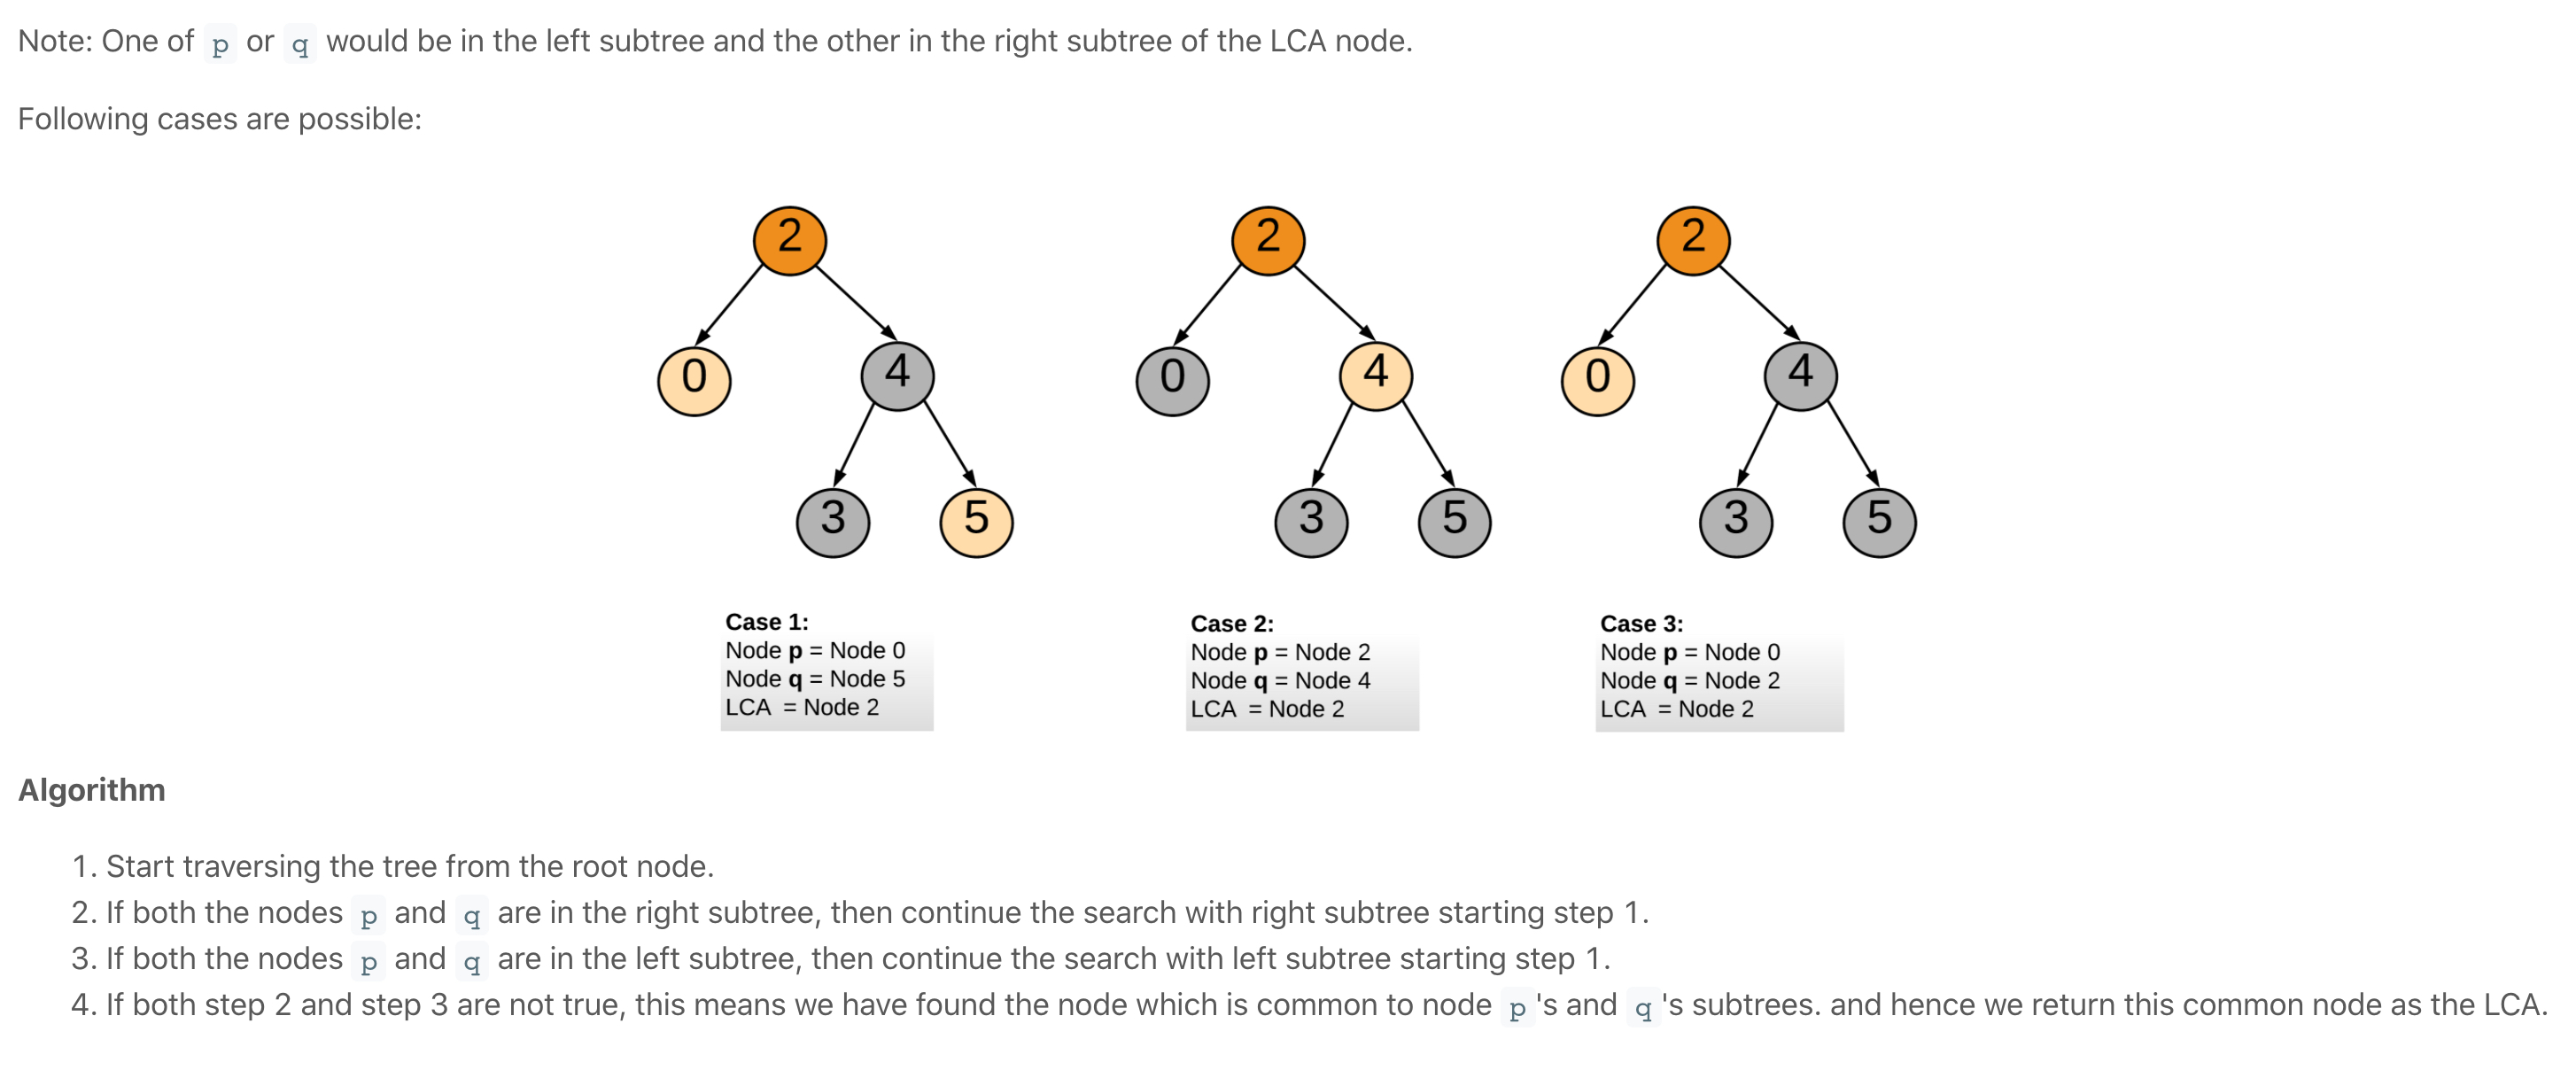 Note: One of p or q would be in the left subtree and the other in the right subtree of the LCA node.
Following cases are possible:
2
0
4
3
5
2
0
4
3
5
2
0
4
3
5
Case 1:
Node p = Node 0
Node q = Node 5
LCA = Node 2
Case 2:
Node p = Node 2
Node q = Node 4
LCA = Node 2
Case 3:
Node p = Node 0
Node q = Node 2
LCA = Node 2
Algorithm
1. Start traversing the tree from the root node.
2. If both the nodes p and q are in the right subtree, then continue the search with right subtree starting step 1.
3. If both the nodes p and q are in the left subtree, then continue the search with left subtree starting step 1.
4. If both step 2 and step 3 are not true, this means we have found the node which is common to node p's and q's subtrees. and hence we return this common node as the LCA.